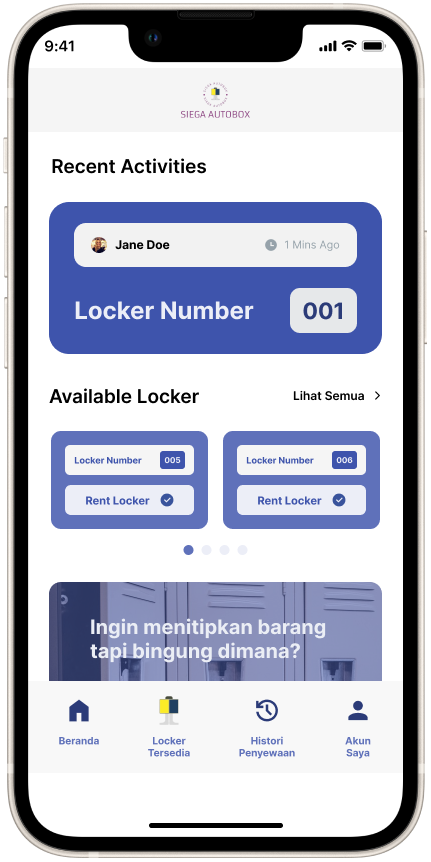 9:41
SIEGA AUTOBOX
Recent Activities
Jane Doe
1 Mins Ago
Locker Number 001
Available Locker
Lihat Semua
Locker Number 005
Rent Locker
Locker Number 006
Rent Locker
Ingin menitipkan barang
tapi bingung dimana?
Beranda
Locker
Tersedia
Histori
Penyewaan
Akun
Saya